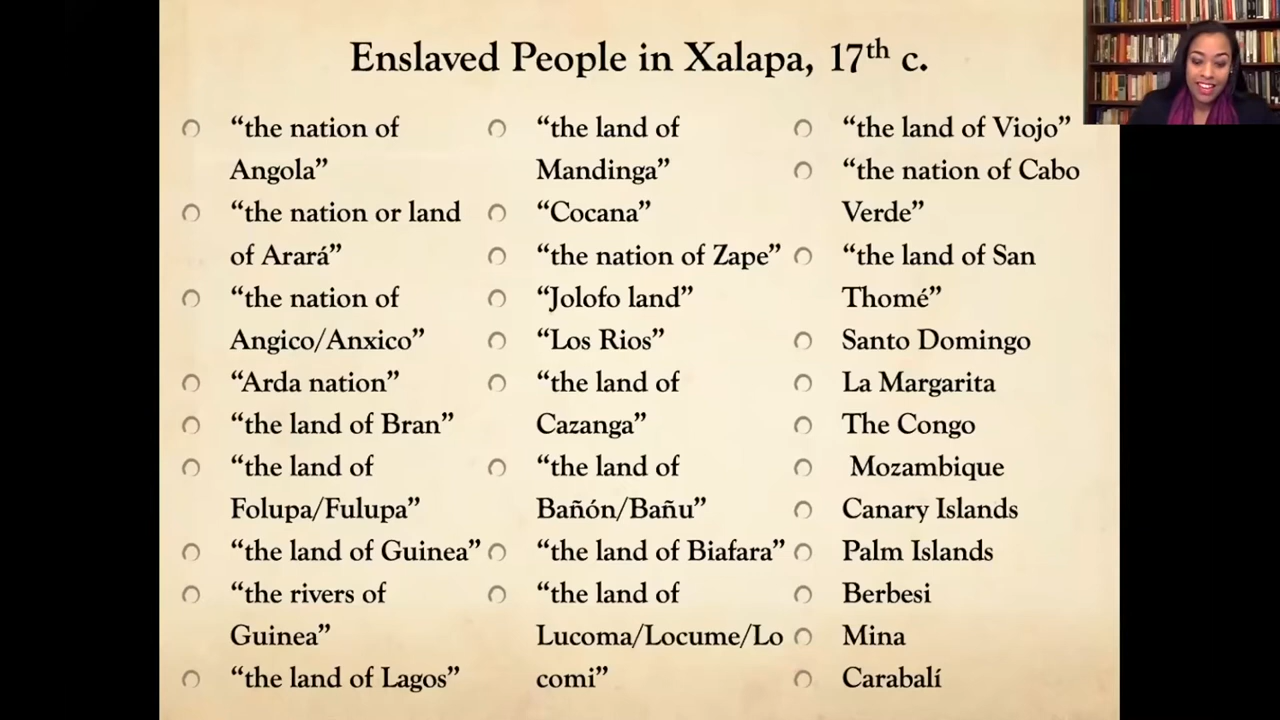 Enslaved People in Xalapa, 17th c.
“the nation of
Angola”
“the nation or land
of Arará”
“the nation of
Angico/Anxico”
“Arda nation”
“the land of Bran”
“the land of
Folupa/Fulupa”
“the land of Guinea”
“the rivers of
Guinea”
“the land of Lagos”
“the land of
Mandinga”
“Cocana”
“the nation of Zape”
“Jolofo land”
“Los Rios”
“the land of
Cazanga”
“the land of
Bañón/Bañu”
“the land of Biafara”
“the land of
Lucoma/Locume/Lo
comi”
“the land of Viojo”
“the nation of Cabo
Verde”
“the land of San
Thomé”
Santo Domingo
La Margarita
The Congo
Mozambique
Canary Islands
Palm Islands
Berbesi
Mina
Carabalí